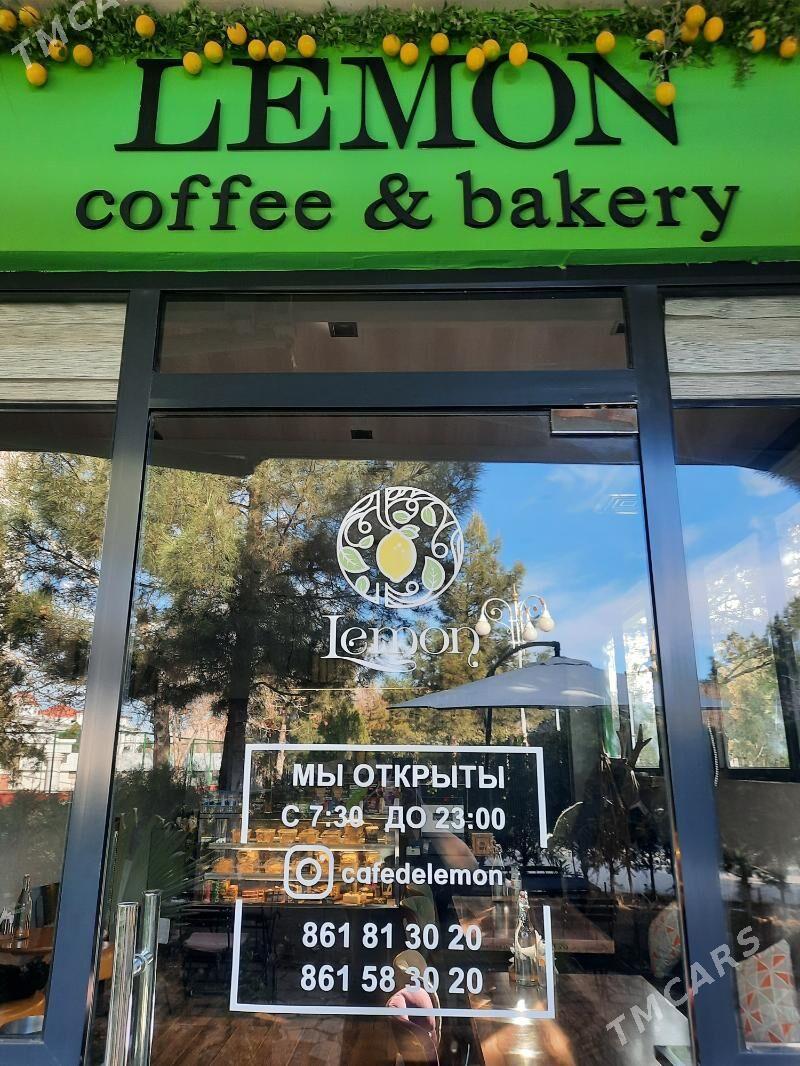 TMCARS
LEMON
coffee & bakery
Lemon
МЫ ОТКРЫТЫ
С 7:30 ДО 23:00
cafedelemon
861 81 30 20
861 58 30 20
TMCARS